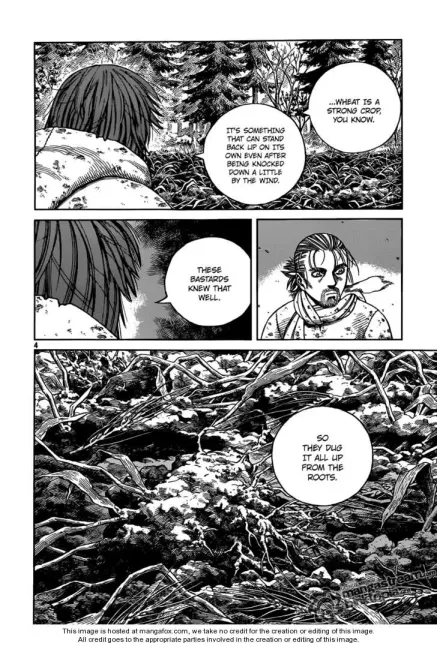 ...WHEAT IS A
STRONG CROP,
YOU KNOW.
IT'S SOMETHING
THAT CAN STAND
BACK UP ON ITS
OWN EVEN AFTER
BEING KNOCKED
DOWN A LITTLE
BY THE WIND.
THESE
BASTARDS
KNEW THAT
WELL.
4
SO
THEY DUG
IT ALL UP
FROM THE
ROOTS.
This image is hosted at mangafox.com, we take no credit for the creation or editing of this image.
All credit goes to the appropriate parties involved in the creation or editing of this image.